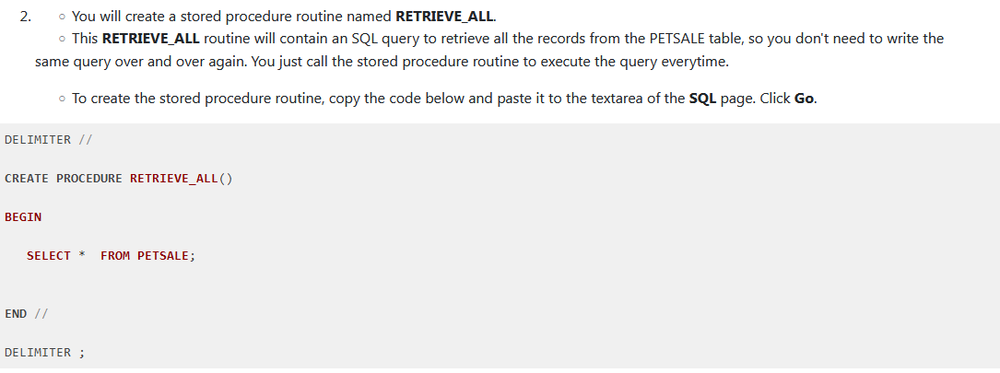 2. ○ You will create a stored procedure routine named RETRIEVE_ALL.
○ This RETRIEVE_ALL routine will contain an SQL query to retrieve all the records from the PETSALE table, so you don't need to write the
same query over and over again. You just call the stored procedure routine to execute the query everytime.
○ To create the stored procedure routine, copy the code below and paste it to the textarea of the SQL page. Click Go.
DELIMITER //
CREATE PROCEDURE RETRIEVE_ALL()
BEGIN
SELECT *  FROM PETSALE;
END //
DELIMITER ;